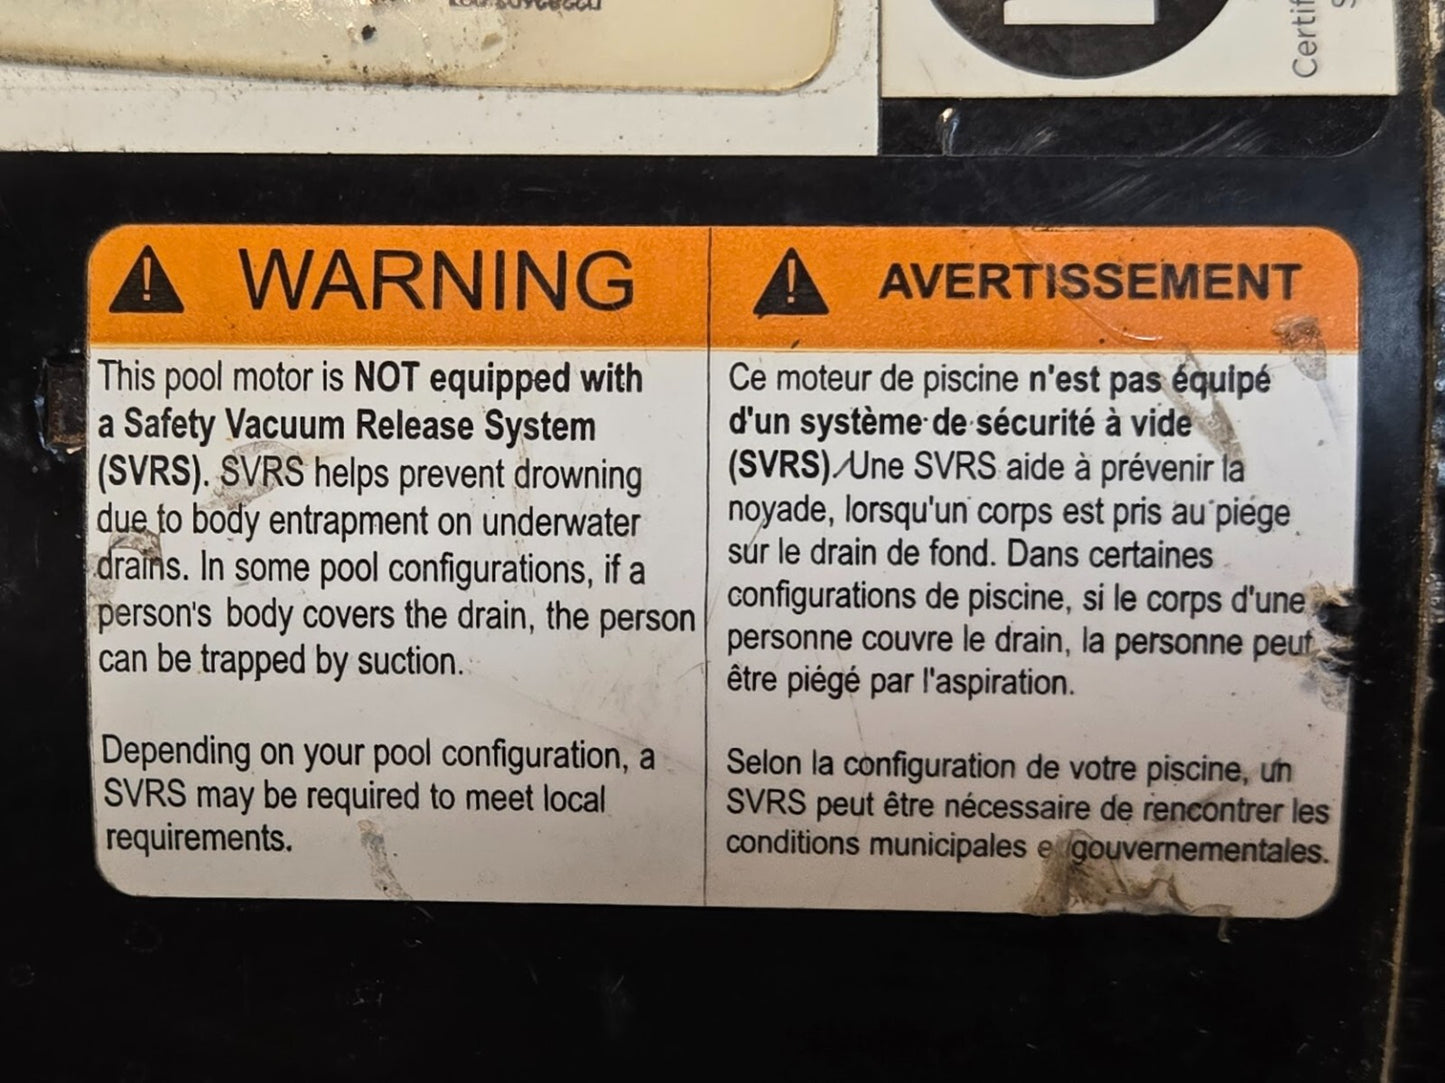 Certif
WARNING
This pool motor is NOT equipped with
a Safety Vacuum Release System
(SVRS). SVRS helps prevent drowning
due to body entrapment on underwater
drains. In some pool configurations, if a
person's body covers the drain, the person
can be trapped by suction.
Depending on your pool configuration, a
SVRS may be required to meet local
requirements.
AVERTISSEMENT
Ce moteur de piscine n'est pas équipé
d'un système de sécurité à vide
(SVRS). Une SVRS aide à prévenir la
noyade, lorsqu'un corps est pris au piége
sur le drain de fond. Dans certaines
configurations de piscine, si le corps d'une
personne couvre le drain, la personne peut
être piégé par l'aspiration.
Selon la configuration de votre piscine, un
SVRS peut être nécessaire de rencontrer les
conditions municipales gouvernementales.